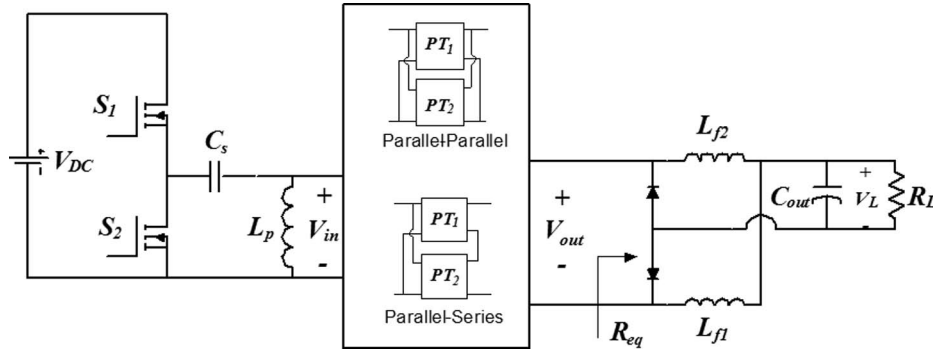 PT1
PT2
Parallel-Parallel
S1
Cs
VDC
S2
Lp
+
Vin
-
PT1
PT2
Parallel-Series
+
Vout
-
Req
Lf2
Lf1
Cout
+
VL
-
RL